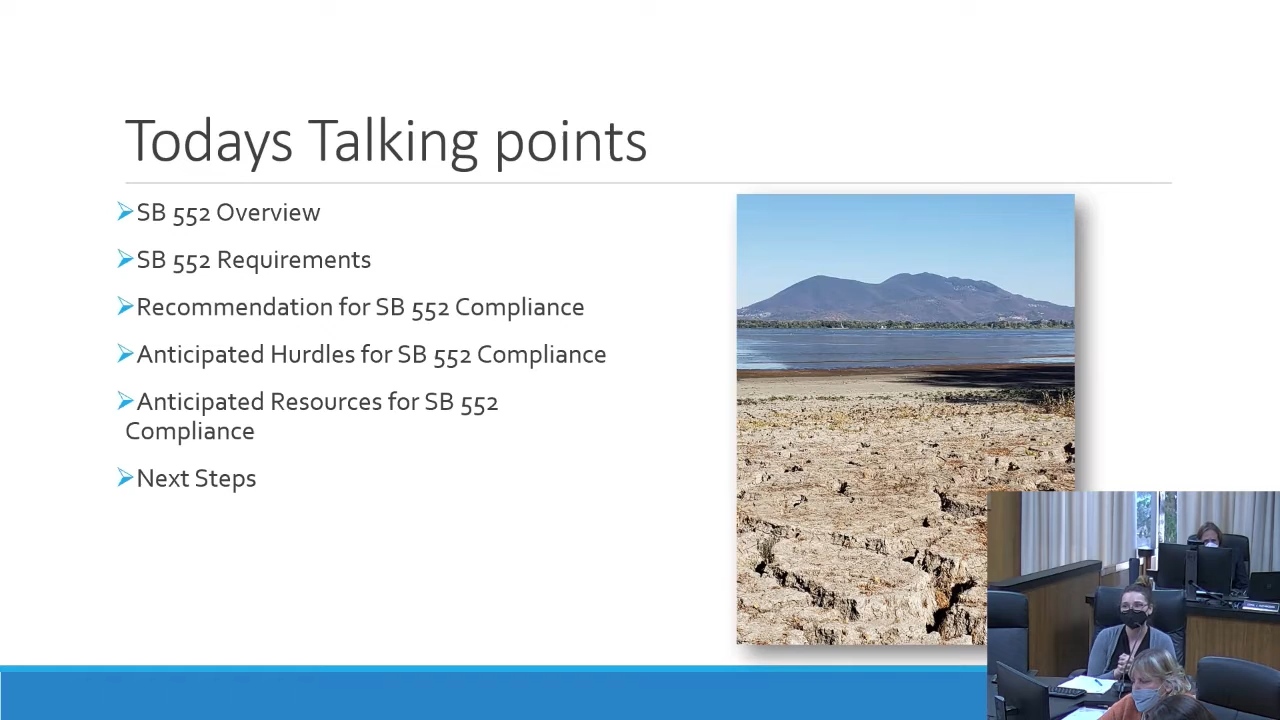 Todays Talking points
SB 552 Overview
SB 552 Requirements
Recommendation for SB 552 Compliance
Anticipated Hurdles for SB 552 Compliance
Anticipated Resources for SB 552
Compliance
Next Steps